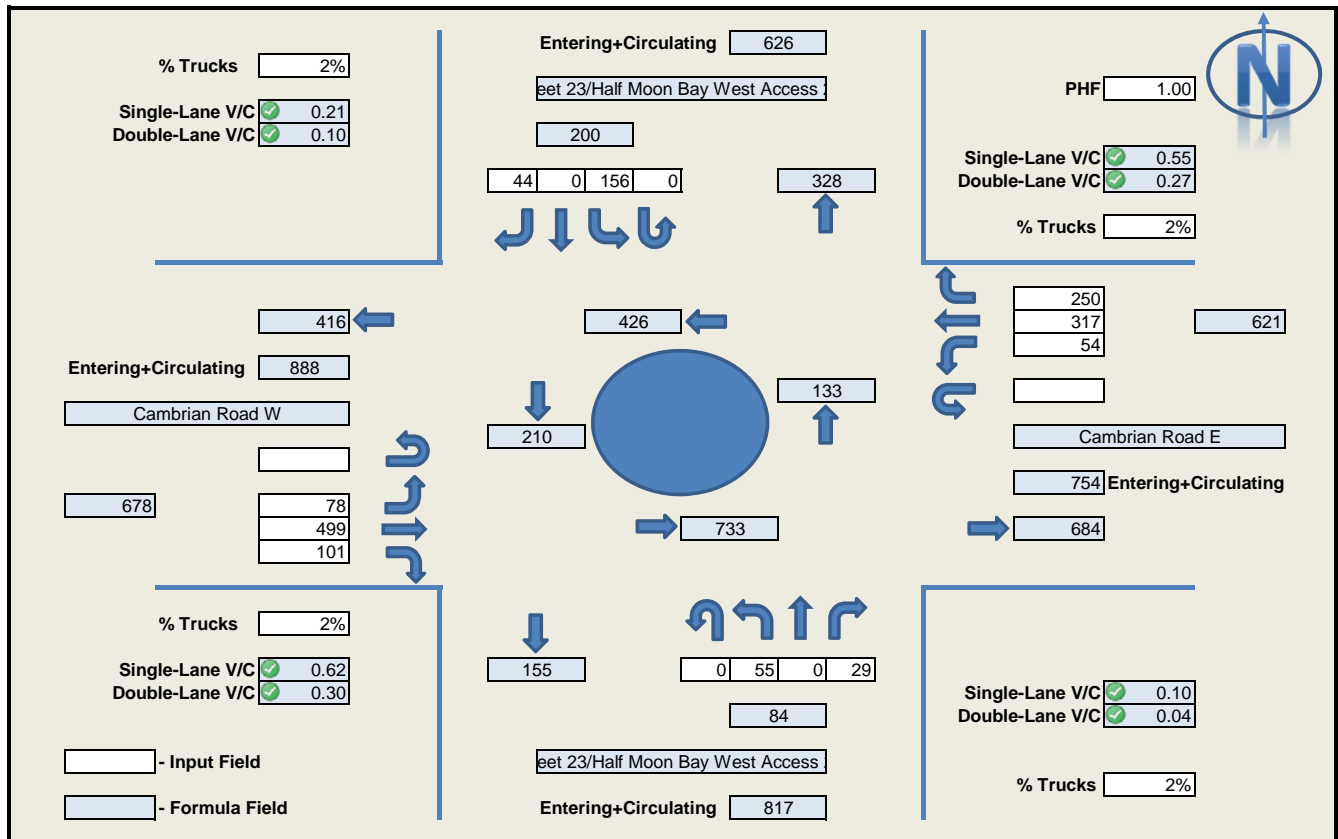 Entering+Circulating 626
% Trucks 2%
eet 23/Half Moon Bay West Access
PHF 1.00
N
Single-Lane V/C 0.21
Double-Lane V/C 0.10
200
Single-Lane V/C 0.55
Double-Lane V/C 0.27
44 0 156 0
328
% Trucks 2%
416
426
250
317
54
621
Entering+Circulating 888
133
Cambrian Road W
210
Cambrian Road E
754 Entering+Circulating
678
78
499
101
733
684
% Trucks 2%
Single-Lane V/C 0.62
Double-Lane V/C 0.30
155
0 55 0 29
Single-Lane V/C 0.10
Double-Lane V/C 0.04
84
- Input Field
eet 23/Half Moon Bay West Access
% Trucks 2%
- Formula Field
Entering+Circulating 817